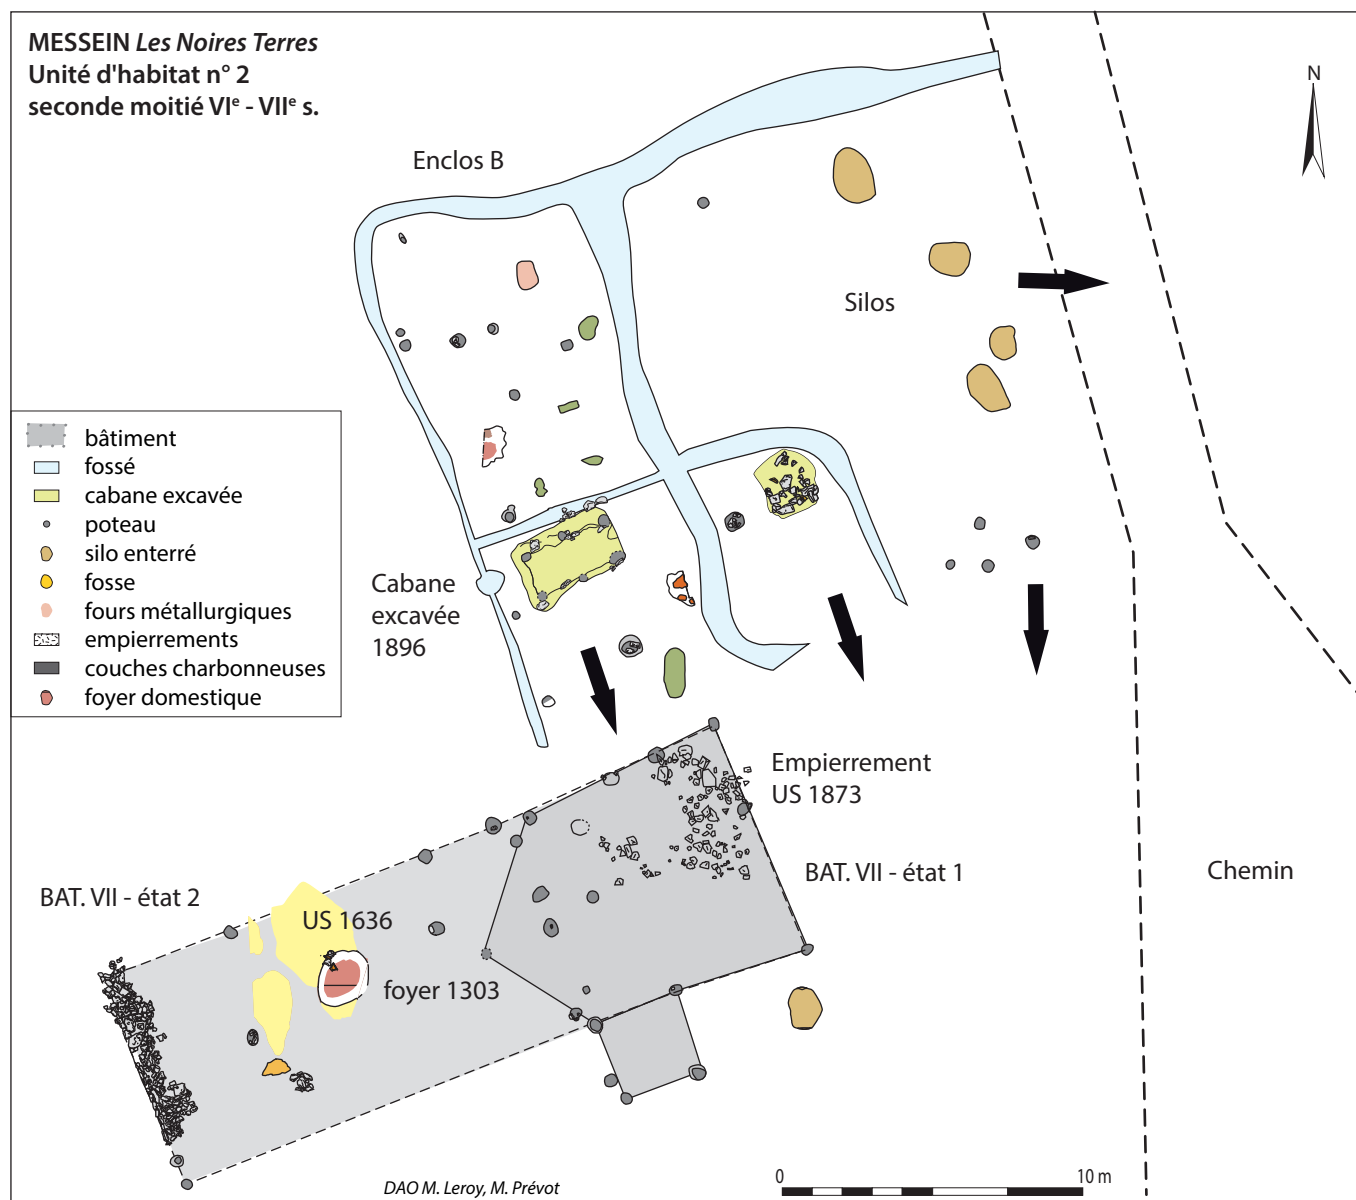 MESSEIN Les Noires Terres
Unité d'habitat n° 2
seconde moitié VIe - VIIe s.
N
Enclos B
Silos
bâtiment
fossé
cabane excavée
poteau
silo enterré
fosse
fours métallurgiques
empierrements
couches charbonneuses
foyer domestique
Cabane
excavée
1896
Empierrement
US 1873
BAT. VII - état 1
Chemin
BAT. VII - état 2
US 1636
foyer 1303
DAO M. Leroy, M. Prévot
0
10 m